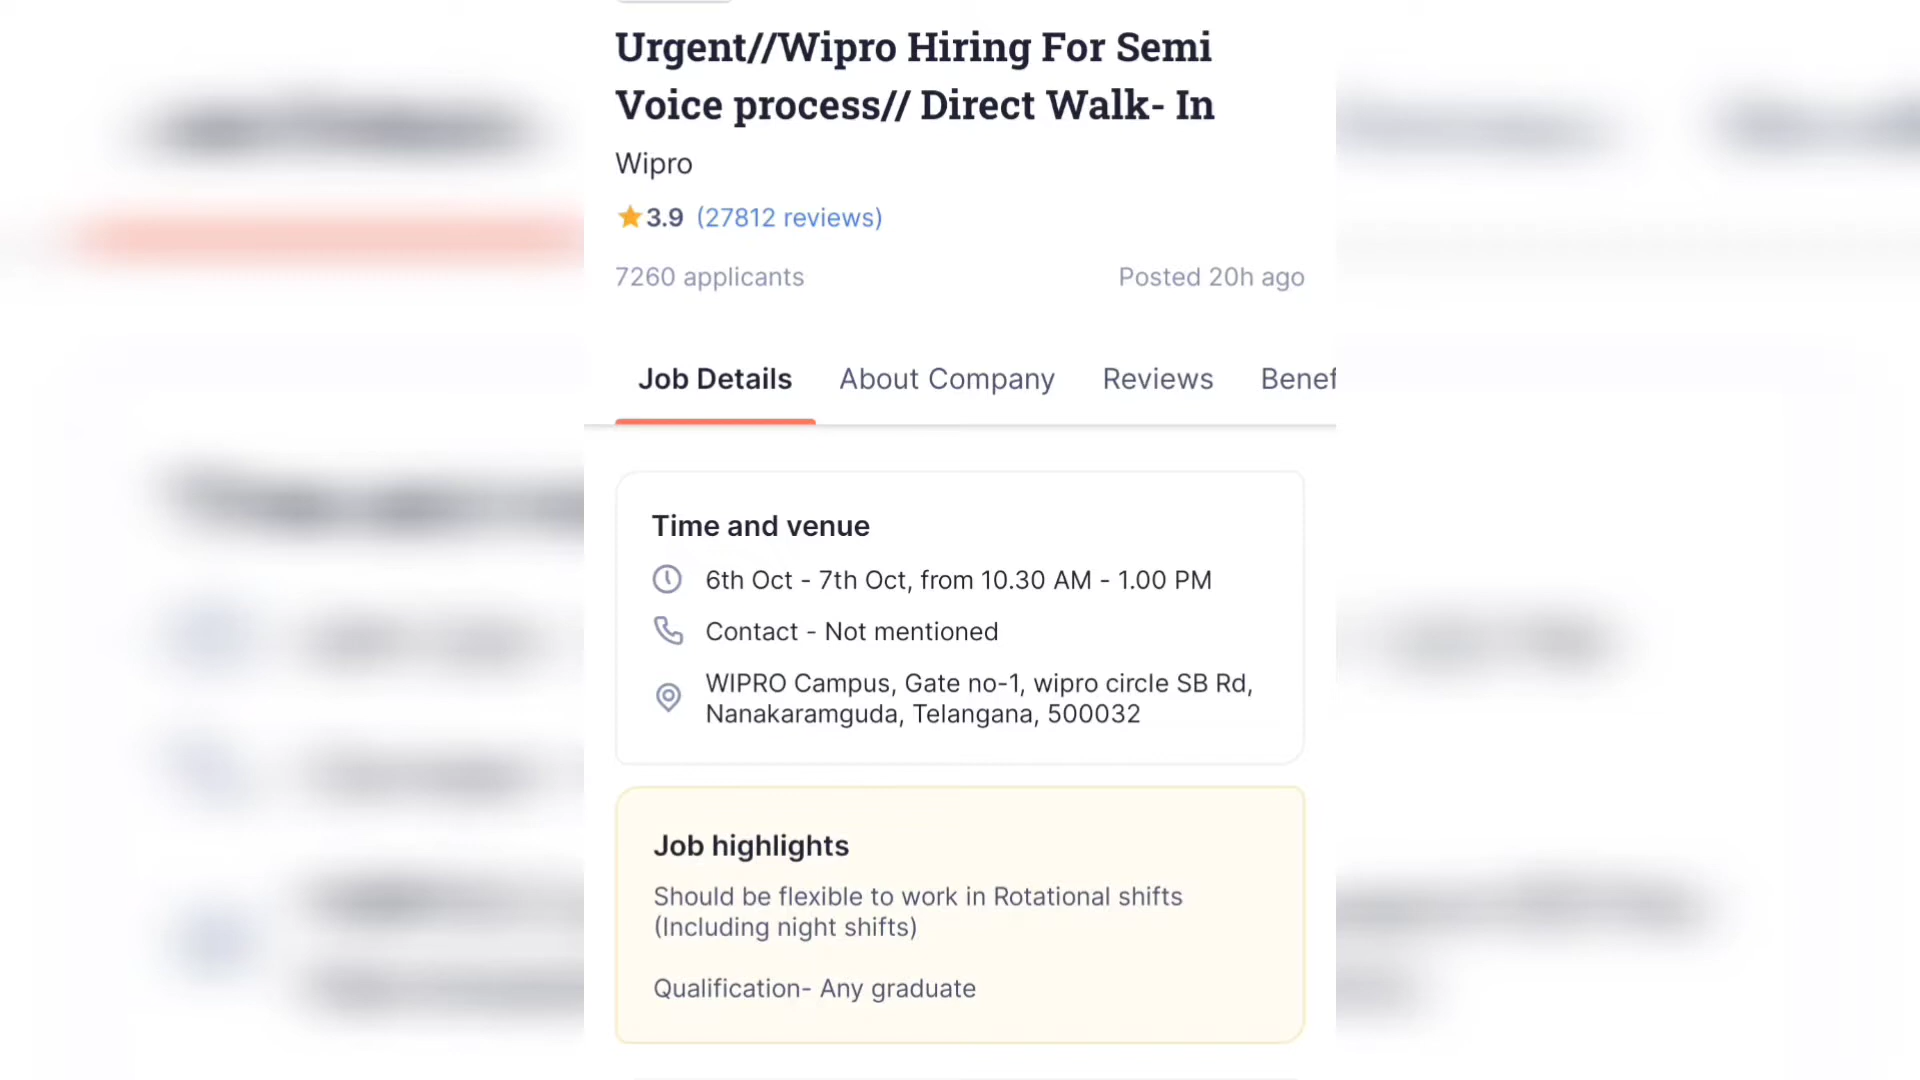 Urgent//Wipro Hiring For Semi
Voice process// Direct Walk- In
Wipro
3.9 (27812 reviews)
7260 applicants Posted 20h ago
Job Details About Company Reviews Benef
Time and venue
6th Oct - 7th Oct, from 10.30 AM - 1.00 PM
Contact - Not mentioned
WIPRO Campus, Gate no-1, wipro circle SB Rd,
Nanakaramguda, Telangana, 500032
Job highlights
Should be flexible to work in Rotational shifts
(Including night shifts)
Qualification- Any graduate